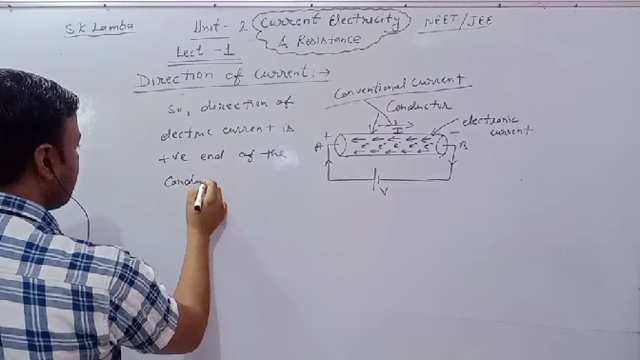 S.K Lamba
Unit - 2
Current Electricity
& Resistance
NEET/JEE
Lect - 1
Direction of Current :→
So, direction of
electric current is
+ve end of the
Condu
Conventional Current
Conductor
I
electronic
current
+
−
A
B
e e e e e
V